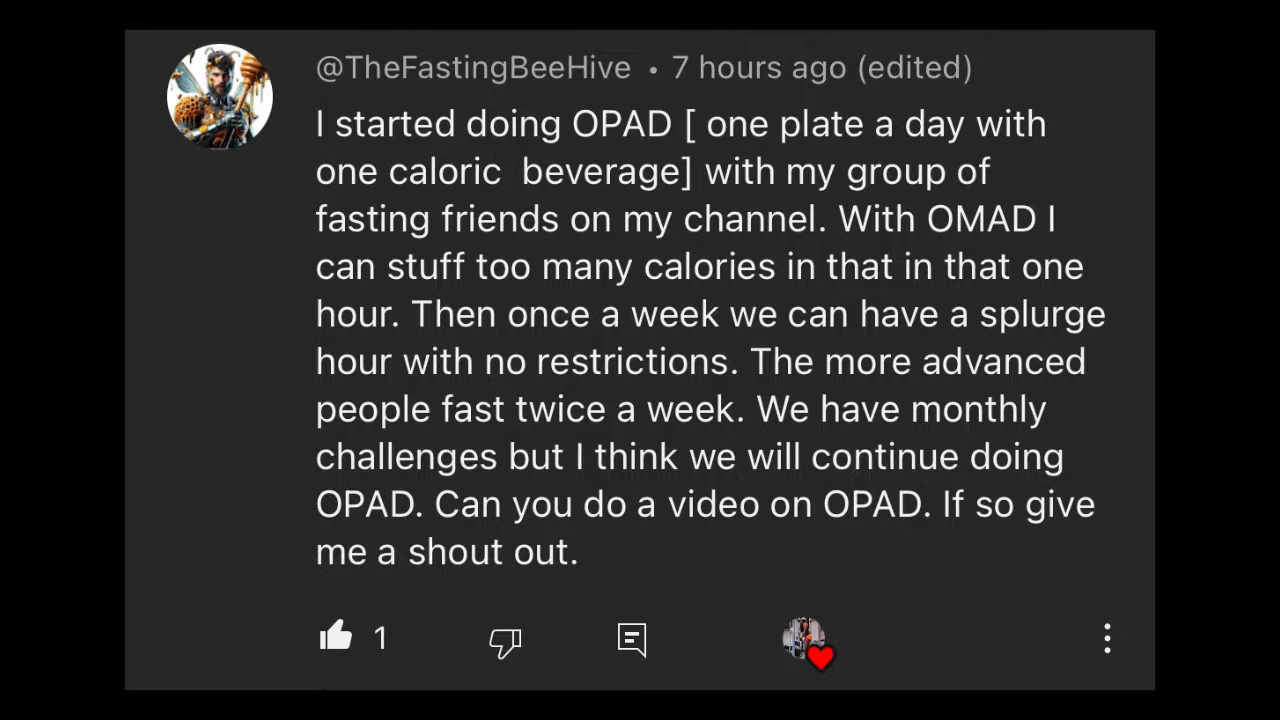 @TheFastingBeeHive • 7 hours ago (edited)
I started doing OPAD [ one plate a day with
one caloric  beverage] with my group of
fasting friends on my channel. With OMAD I
can stuff too many calories in that in that one
hour. Then once a week we can have a splurge
hour with no restrictions. The more advanced
people fast twice a week. We have monthly
challenges but I think we will continue doing
OPAD. Can you do a video on OPAD. If so give
me a shout out.
1